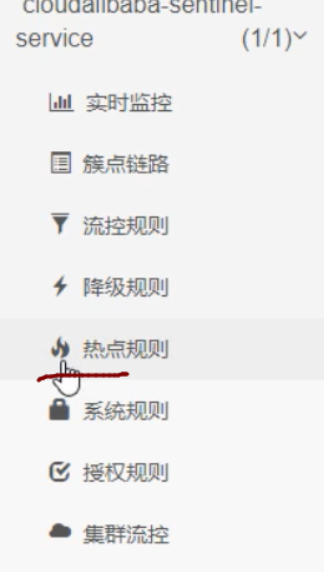 cloudalibaba-sentinel-
service (1/1)
实时监控
簇点链路
流控规则
降级规则
热点规则
系统规则
授权规则
集群流控